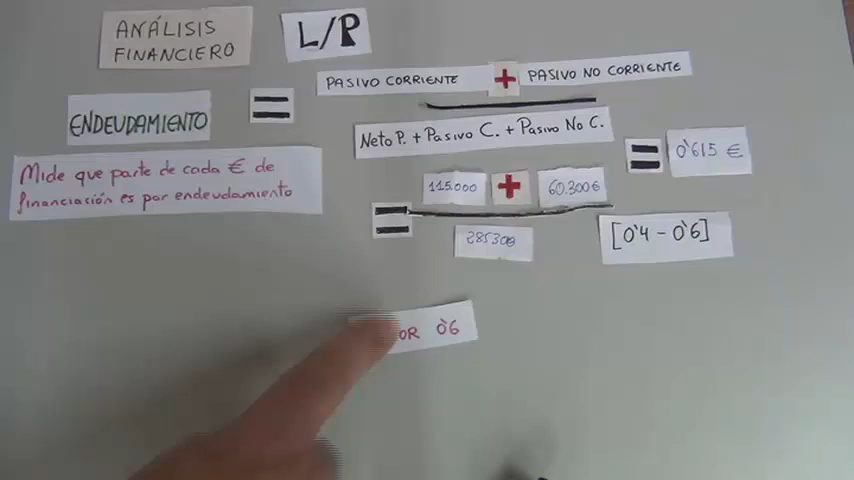 ANÁLISIS
FINANCIERO
L/P
ENDEUDAMIENTO
=
PASIVO CORRIENTE + PASIVO NO CORRIENTE
Neto P. + Pasivo C. + Pasivo No C.
= 0'615 €
Mide que parte de cada € de
financiasión es por endeudamiento
=
115.000 + 60.300€
285300
[0'4 - 0'6]
OR 0'6